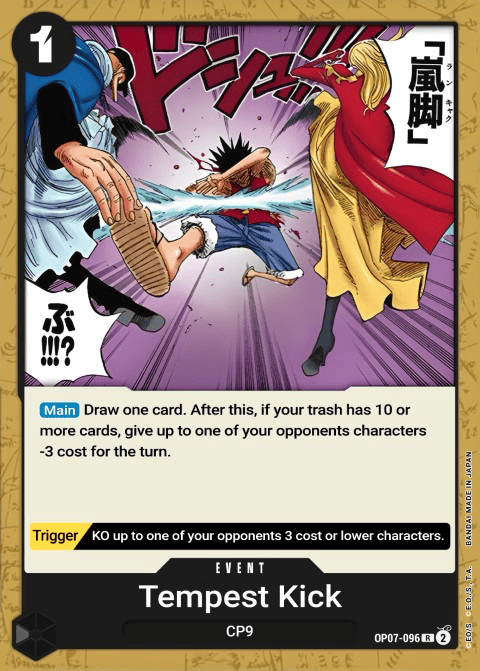 1
ドドシュ!!!
「嵐脚」
ラン キャク
ぶ
!!!?
Main Draw one card. After this, if your trash has 10 or
more cards, give up to one of your opponents characters
-3 cost for the turn.
Trigger KO up to one of your opponents 3 cost or lower characters.
EVENT
Tempest Kick
CP9
OP07-096 R 2
©E.O./S. ©E.O./S., T.A. BANDAI MADE IN JAPAN